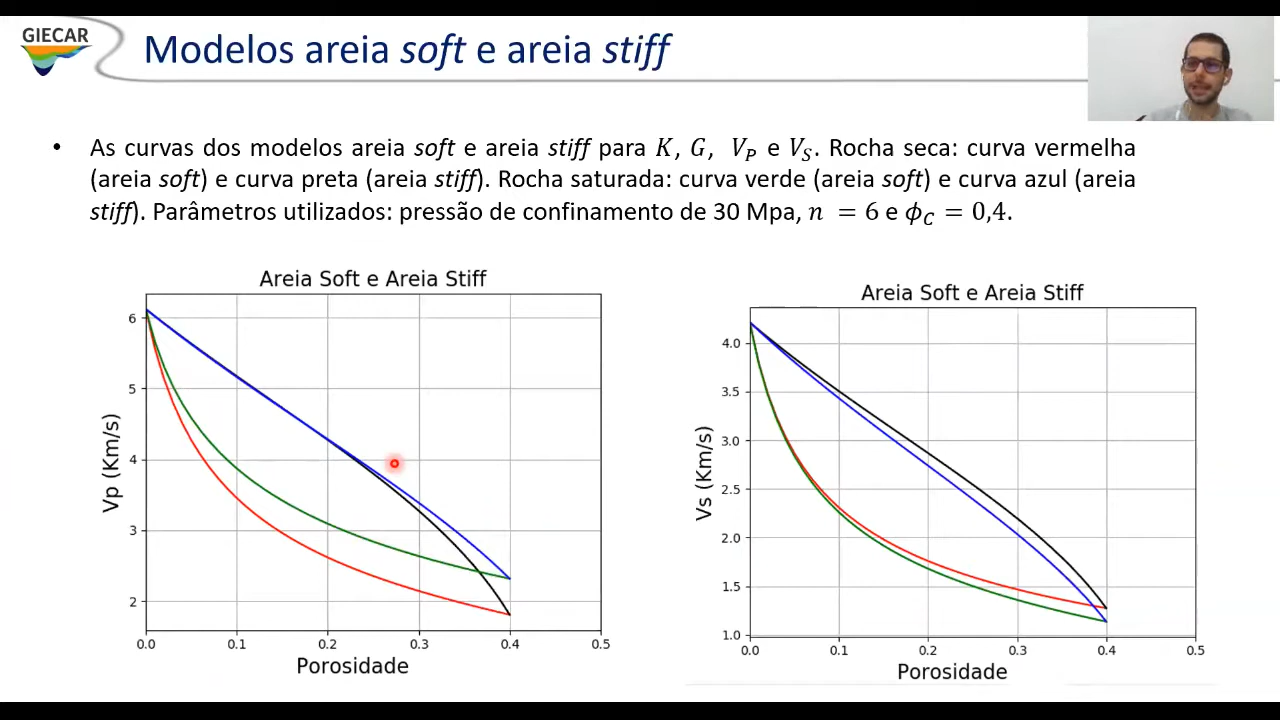 GIECAR
Modelos areia soft e areia stiff
• As curvas dos modelos areia soft e areia stiff para K, G, V_P e V_S. Rocha seca: curva vermelha
(areia soft) e curva preta (areia stiff). Rocha saturada: curva verde (areia soft) e curva azul (areia
stiff). Parâmetros utilizados: pressão de confinamento de 30 Mpa, n = 6 e ϕ_C = 0,4.
Areia Soft e Areia Stiff
6
5
4
3
2
Vp (Km/s)
0.0 0.1 0.2 0.3 0.4 0.5
Porosidade
Areia Soft e Areia Stiff
4.0
3.5
3.0
2.5
2.0
1.5
1.0
Vs (Km/s)
0.0 0.1 0.2 0.3 0.4 0.5
Porosidade